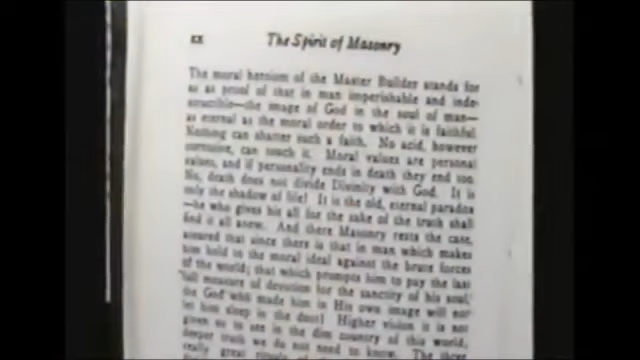 xx The Spirit of Masonry
The moral heroism of the Master Builder stands for
us as proof of that in man imperishable and inde-
structible—the image of God in the soul of man—
as eternal as the moral order to which it is faithful.
Nothing can shatter such a faith. No acid, however
corrosive, can touch it. Moral values are personal
values, and if personality ends in death they end too.
No, death does not divide Divinity with God. It is
only the shadow of life! It is the old, eternal paradox
—he who gives his all for the sake of the truth shall
find it all anew. And there Masonry rests the case,
assured that since there is that in man which makes
him hold to the moral ideal against the brute forces
of the world; that which prompts him to pay the last
full measure of devotion for the sanctity of his soul,
the God who made him in His own image will not
let him sleep in the dust! Higher vision it is not
given us to see in the dim country of this world,
deeper truth we do not need to know. The three
really great rituals of